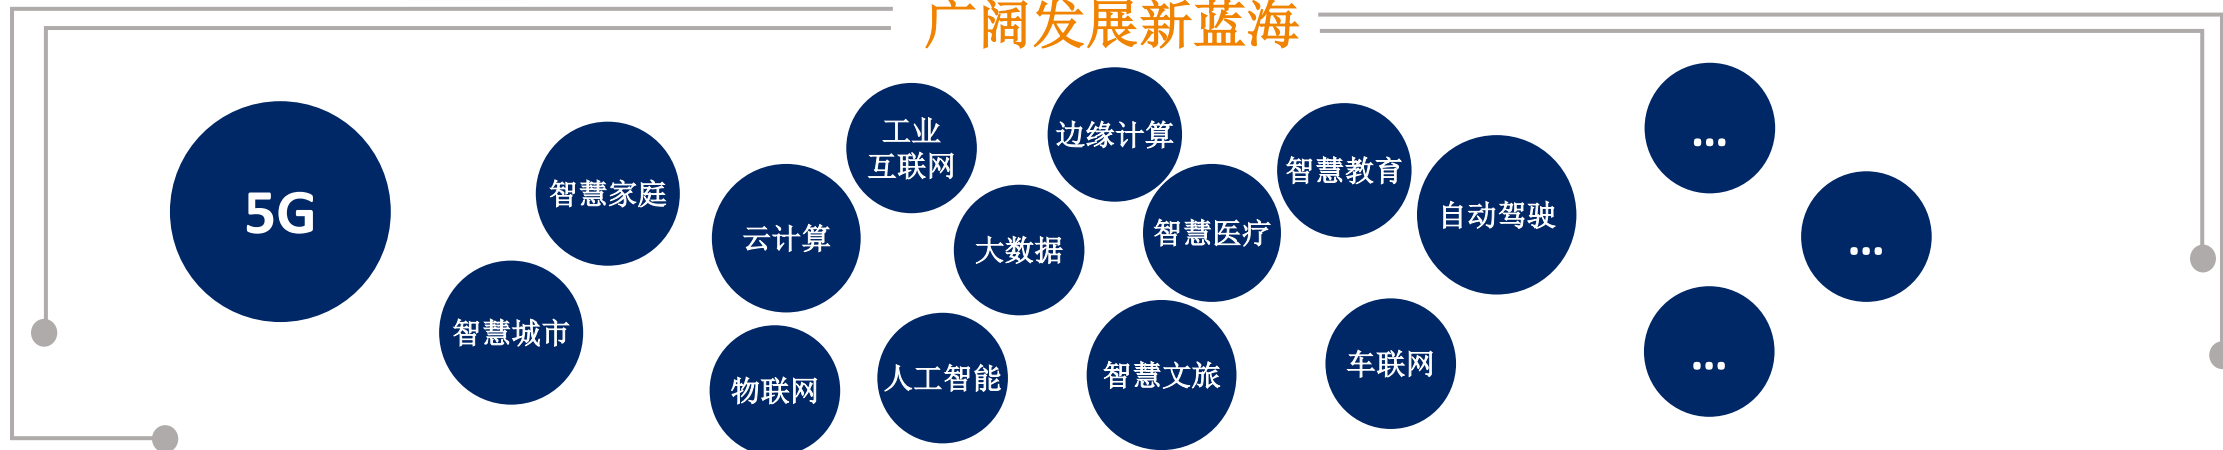 广阔发展新蓝海
5G
智慧家庭
智慧城市
云计算
物联网
工业
互联网
大数据
人工智能
边缘计算
智慧医疗
智慧文旅
智慧教育
自动驾驶
车联网
...
...
...